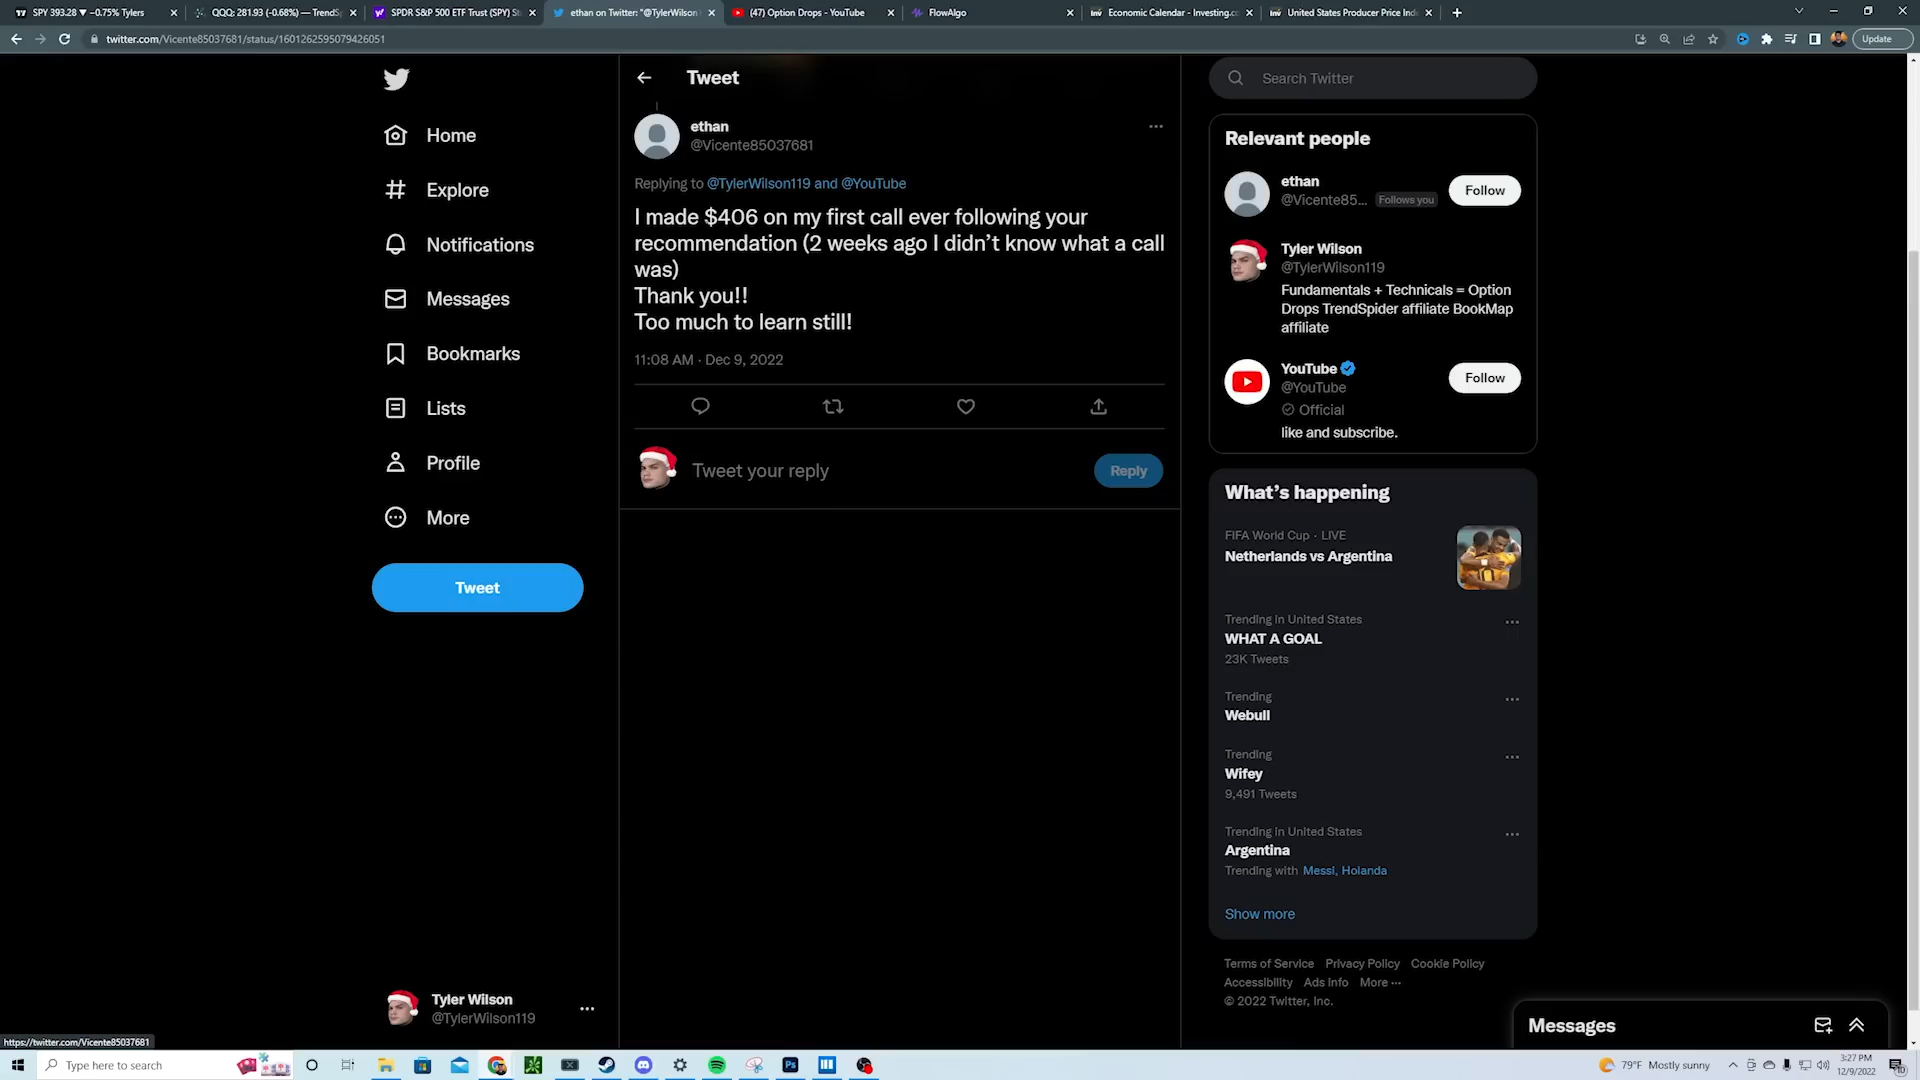 SPY 393.28 ▼ −0.75% Tylers
QQQ: 281.93 (-0.68%) — TrendS
SPDR S&P 500 ETF Trust (SPY) S
ethan on Twitter: "@TylerWilson
(47) Option Drops - YouTube
FlowAlgo
Economic Calendar - Investing.co
United States Producer Price Ind
twitter.com/Vicente85037681/status/1601262595079426051
Update
Home
Explore
Notifications
Messages
Bookmarks
Lists
Profile
More
Tweet
Tyler Wilson
@TylerWilson119
Tweet
ethan
@Vicente85037681
Replying to @TylerWilson119 and @YouTube
I made $406 on my first call ever following your
recommendation (2 weeks ago I didn’t know what a call
was)
Thank you!!
Too much to learn still!
11:08 AM · Dec 9, 2022
Tweet your reply
Reply
Search Twitter
Relevant people
ethan
@Vicente85... Follows you
Follow
Tyler Wilson
@TylerWilson119
Fundamentals + Technicals = Option
Drops TrendSpider affiliate BookMap
affiliate
YouTube
@YouTube
Official
like and subscribe.
Follow
What’s happening
FIFA World Cup · LIVE
Netherlands vs Argentina
Trending in United States
WHAT A GOAL
23K Tweets
Trending
Webull
Trending
Wifey
9,491 Tweets
Trending in United States
Argentina
Trending with Messi, Holanda
Show more
Terms of Service Privacy Policy Cookie Policy
Accessibility Ads info More ···
© 2022 Twitter, Inc.
Messages
https://twitter.com/Vicente85037681
Type here to search
79°F Mostly sunny
3:27 PM
12/9/2022